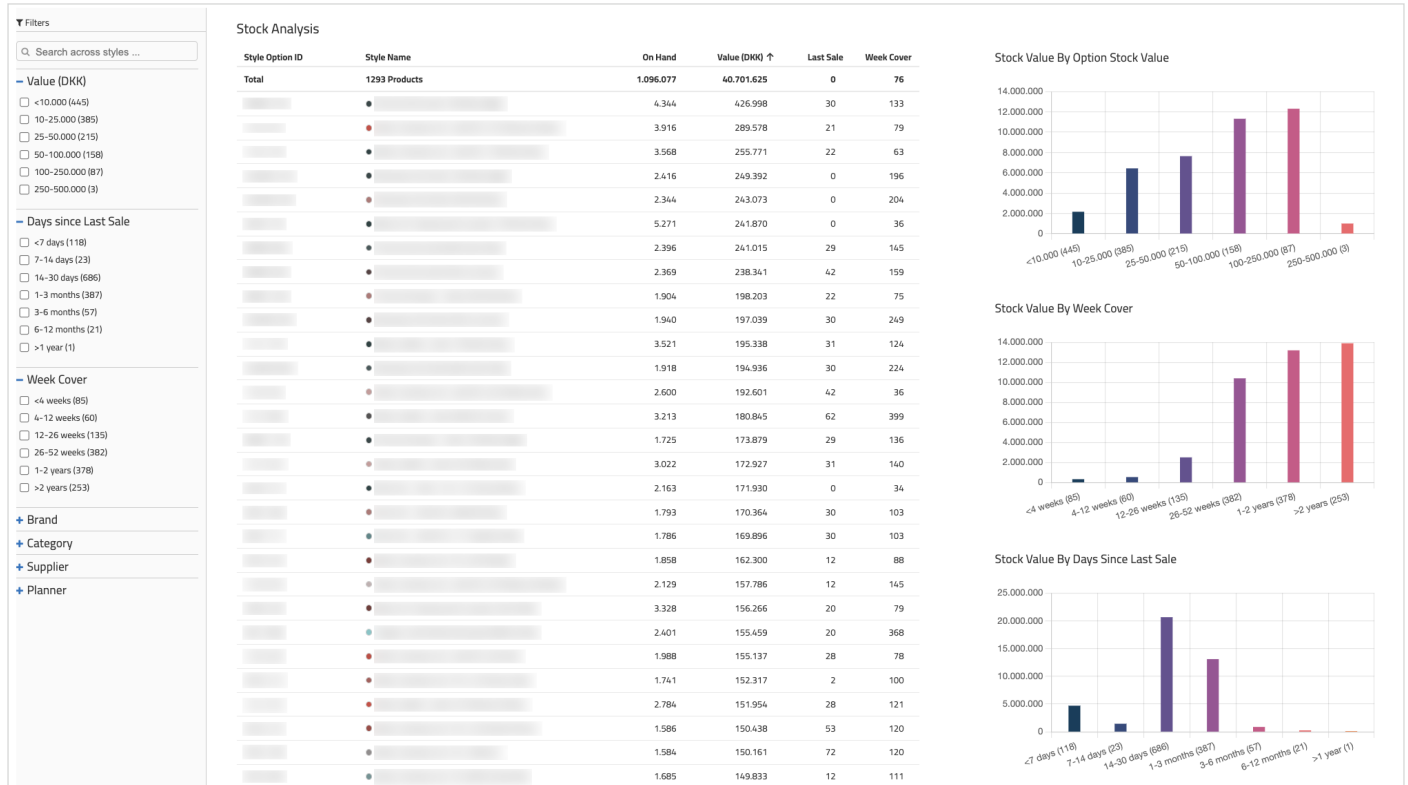 Filters
Search across styles ...
Value (DKK)
<10.000 (445)
10-25.000 (385)
25-50.000 (215)
50-100.000 (158)
100-250.000 (87)
250-500.000 (3)
Days since Last Sale
<7 days (118)
7-14 days (23)
14-30 days (686)
1-3 months (387)
3-6 months (57)
6-12 months (21)
>1 year (1)
Week Cover
<4 weeks (85)
4-12 weeks (60)
12-26 weeks (135)
26-52 weeks (382)
1-2 years (378)
>2 years (253)
+ Brand
+ Category
+ Supplier
+ Planner
Stock Analysis
Style Option ID Style Name On Hand Value (DKK) ↑ Last Sale Week Cover
Total 1293 Products 1.096.077 40.701.625 0 76
4.344 426.998 30 133
3.916 289.578 21 79
3.568 255.771 22 63
2.416 249.392 0 196
2.344 243.073 0 204
5.271 241.870 0 36
2.396 241.015 29 145
2.369 238.341 42 159
1.904 198.203 22 75
1.940 197.039 30 249
3.521 195.338 31 124
1.918 194.936 30 224
2.600 192.601 42 36
3.213 180.845 62 399
1.725 173.879 29 136
3.022 172.927 31 140
2.163 171.930 0 34
1.793 170.364 30 103
1.786 169.896 30 103
1.858 162.300 12 88
2.129 157.786 12 145
3.328 156.266 20 79
2.401 155.459 20 368
1.988 155.137 28 78
1.741 152.317 2 100
2.784 151.954 28 121
1.586 150.438 53 120
1.584 150.161 72 120
1.685 149.833 12 111
Stock Value By Option Stock Value
14.000.000
12.000.000
10.000.000
8.000.000
6.000.000
4.000.000
2.000.000
0
<10.000 (445) 10-25.000 (385) 25-50.000 (215) 50-100.000 (158) 100-250.000 (87) 250-500.000 (3)
Stock Value By Week Cover
14.000.000
12.000.000
10.000.000
8.000.000
6.000.000
4.000.000
2.000.000
0
<4 weeks (85) 4-12 weeks (60) 12-26 weeks (135) 26-52 weeks (382) 1-2 years (378) >2 years (253)
Stock Value By Days Since Last Sale
25.000.000
20.000.000
15.000.000
10.000.000
5.000.000
0
<7 days (118) 7-14 days (23) 14-30 days (686) 1-3 months (387) 3-6 months (57) 6-12 months (21) >1 year (1)